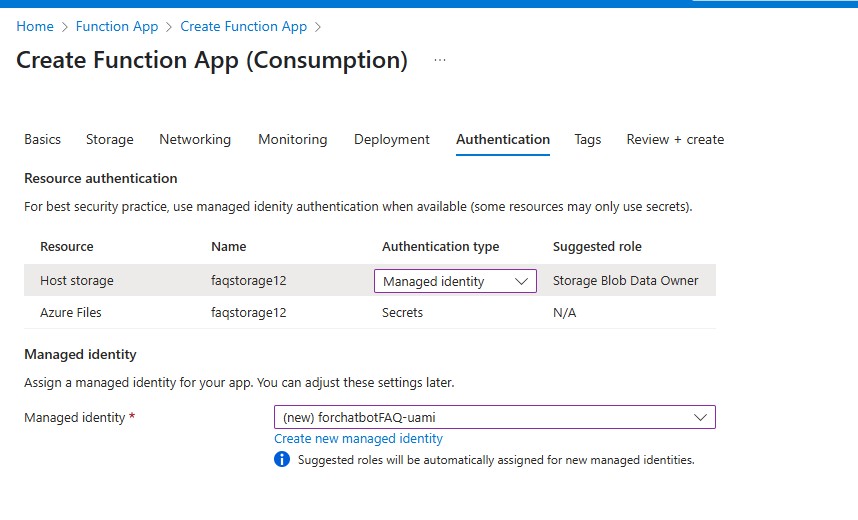 Home > Function App > Create Function App >
Create Function App (Consumption) ...
Basics Storage Networking Monitoring Deployment Authentication Tags Review + create
Resource authentication
For best security practice, use managed idenity authentication when available (some resources may only use secrets).
Resource Name Authentication type Suggested role
Host storage faqstorage12 Managed identity Storage Blob Data Owner
Azure Files faqstorage12 Secrets N/A
Managed identity
Assign a managed identity for your app. You can adjust these settings later.
Managed identity * (new) forchatbotFAQ-uami
Create new managed identity
Suggested roles will be automatically assigned for new managed identities.